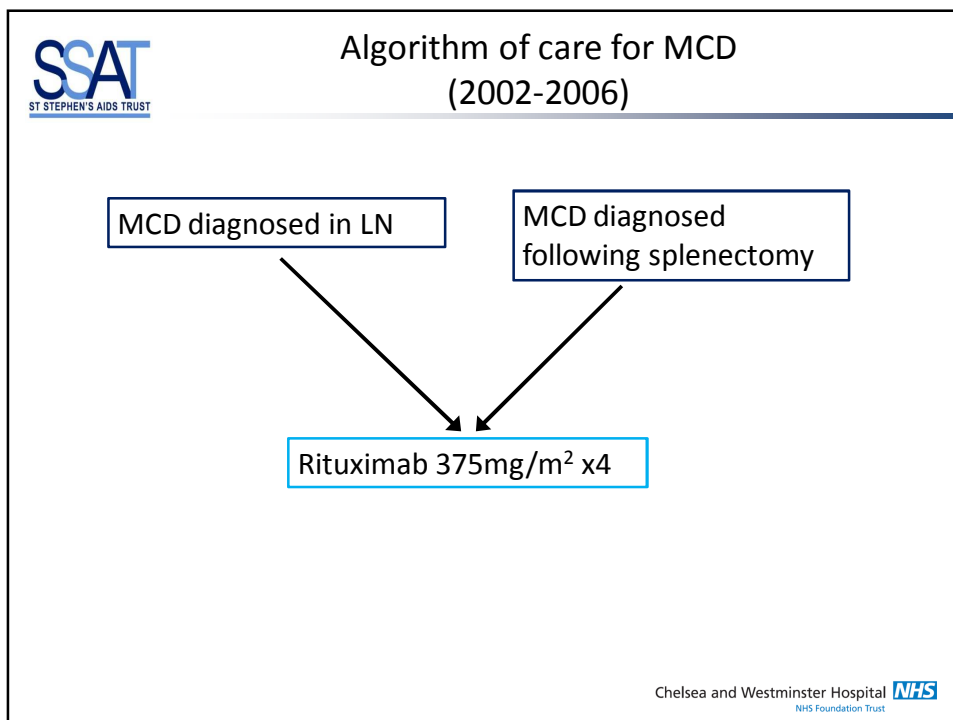 SSAT
ST STEPHEN'S AIDS TRUST
Algorithm of care for MCD
(2002-2006)
MCD diagnosed in LN
MCD diagnosed
following splenectomy
Rituximab 375mg/m² x4
Chelsea and Westminster Hospital NHS
NHS Foundation Trust